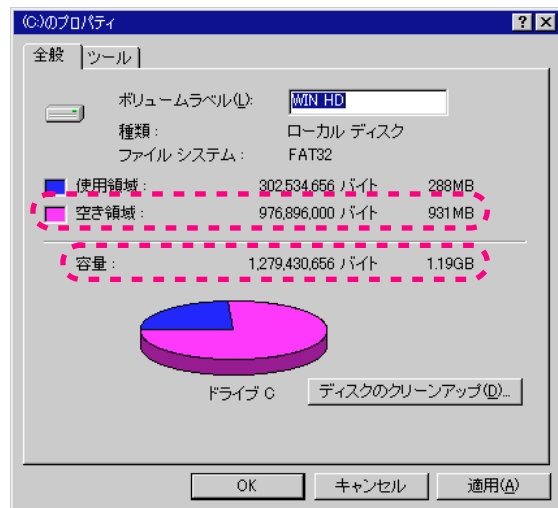 (C:)のプロパティ
全般 ツール
ボリュームラベル(L): WIN HD
種類: ローカル ディスク
ファイル システム: FAT32
使用領域: 302,534,656 バイト 288MB
空き領域: 976,896,000 バイト 931MB
容量: 1,279,430,656 バイト 1.19GB
ドライブ C ディスクのクリーンアップ(D)...
OK キャンセル 適用(A)